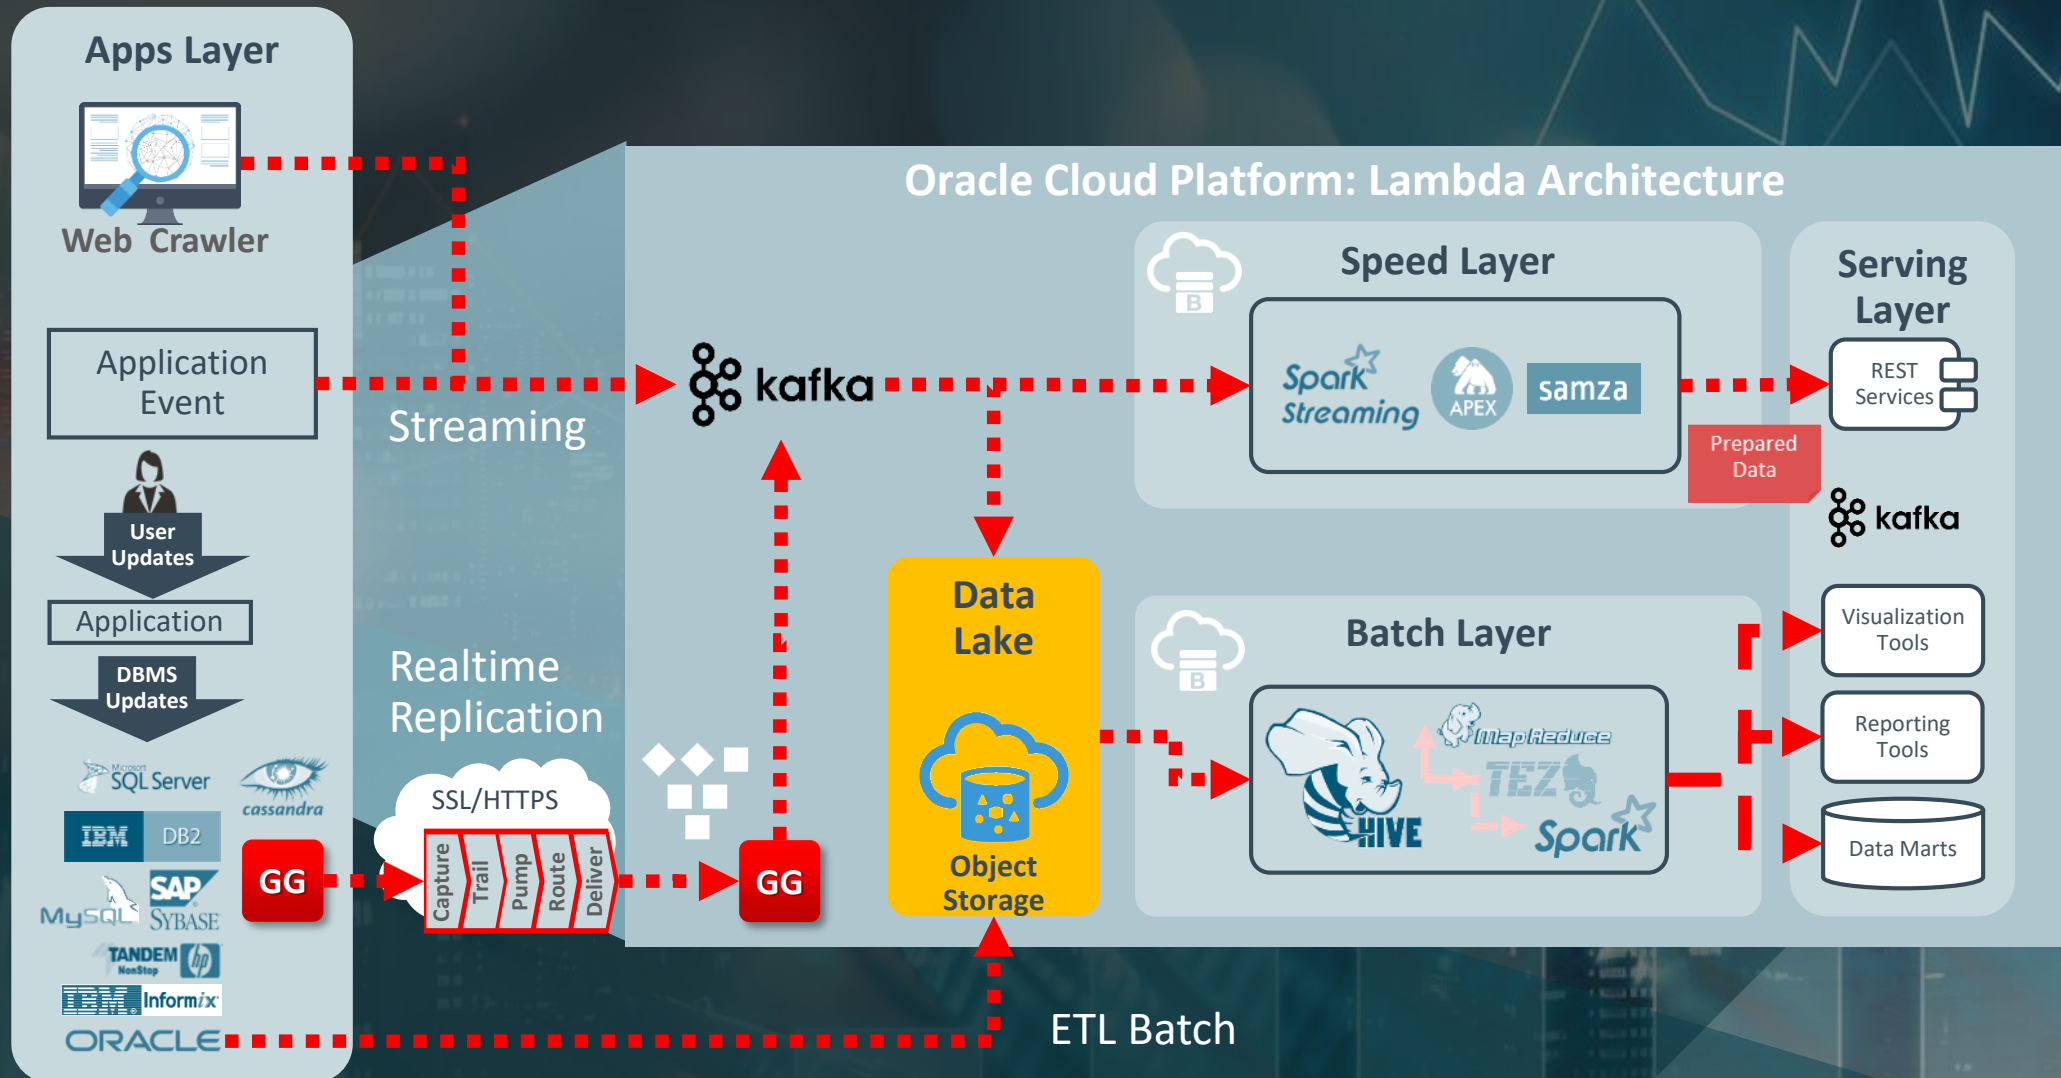 Apps Layer
Web Crawler
Application
Event
User
Updates
Application
DBMS
Updates
Microsoft
SQL Server
cassandra
IBM DB2
MySQL
SAP
SYBASE
GG
TANDEM
NonStop
hp
IBM Informix
ORACLE
Streaming
Realtime
Replication
SSL/HTTPS
Capture
Trail
Pump
Route
Deliver
GG
ETL Batch
Oracle Cloud Platform: Lambda Architecture
kafka
Data
Lake
Object
Storage
B
Speed Layer
Spark
Streaming
APEX
samza
Prepared
Data
B
Batch Layer
HIVE
MapReduce
TEZ
Spark
Serving
Layer
REST
Services
kafka
Visualization
Tools
Reporting
Tools
Data Marts